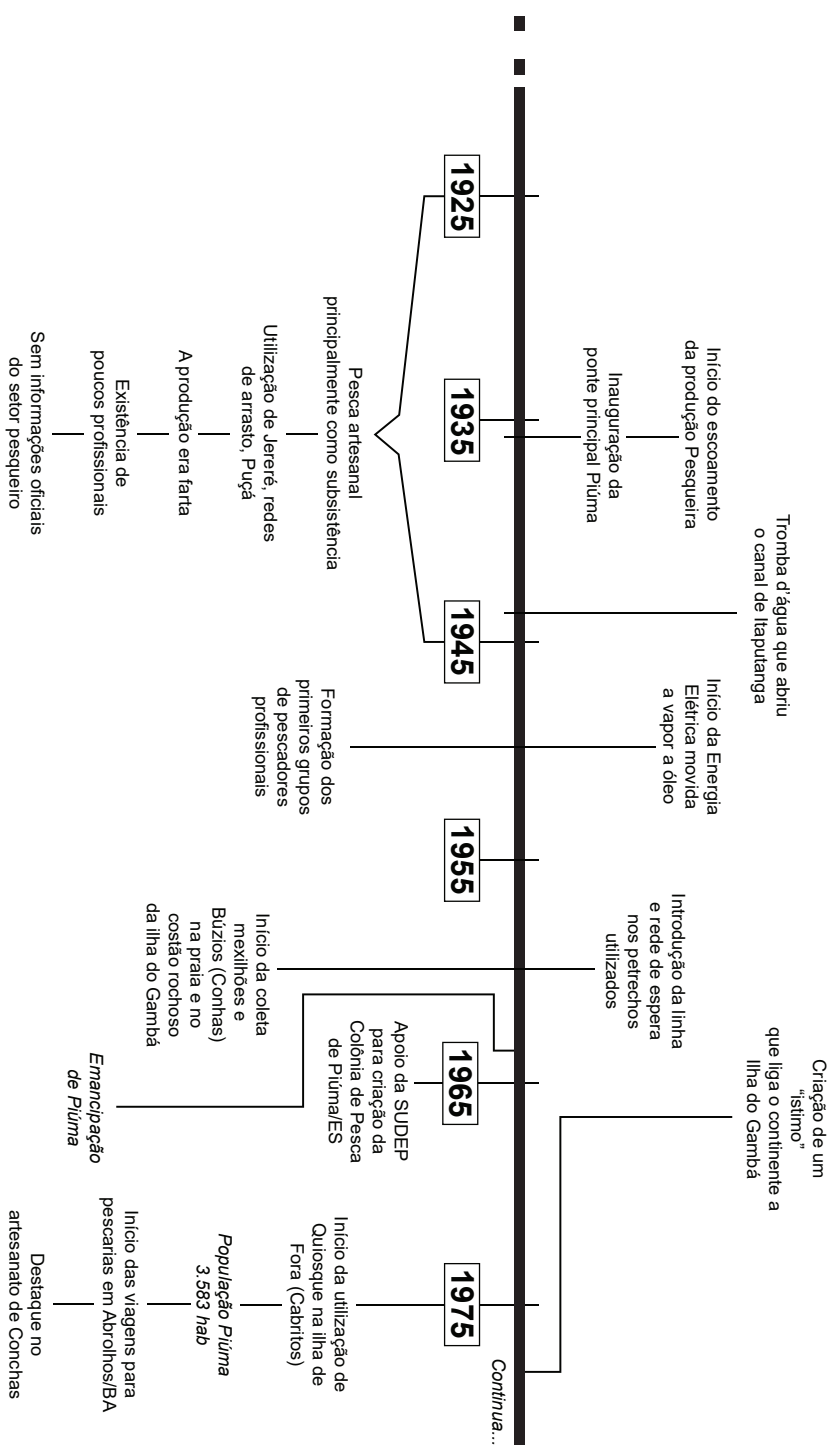 Início do escoamento
da produção Pesqueira
Inauguração da
ponte principal Piúma
Tromba d'água que abriu
o canal de Itaputanga
Início da Energia
Elétrica movida
a vapor a óleo
Introdução da linha
e rede de espera
nos petrechos
utilizados
Criação de um
“istimo”
que liga o continente a
Ilha do Gambá
1925
1935
1945
1955
1965
1975
Continua...
Pesca artesanal
principalmente como subsistência
Utilização de Jereré, redes
de arrasto, Puçá
A produção era farta
Existência de
poucos profissionais
Sem informações oficiais
do setor pesqueiro
Formação dos
primeiros grupos
de pescadores
profissionais
Início da coleta
mexilhões e
Búzios (Conhas)
na praia e no
costão rochoso
da ilha do Gambá
Apoio da SUDEP
para criação da
Colônia de Pesca
de Piúma/ES
Emancipação
de Piúma
Início da utilização de
Quiosque na ilha de
Fora (Cabritos)
População Piúma
3.583 hab
Início das viagens para
pescarias em Abrolhos/BA
Destaque no
artesanato de Conchas